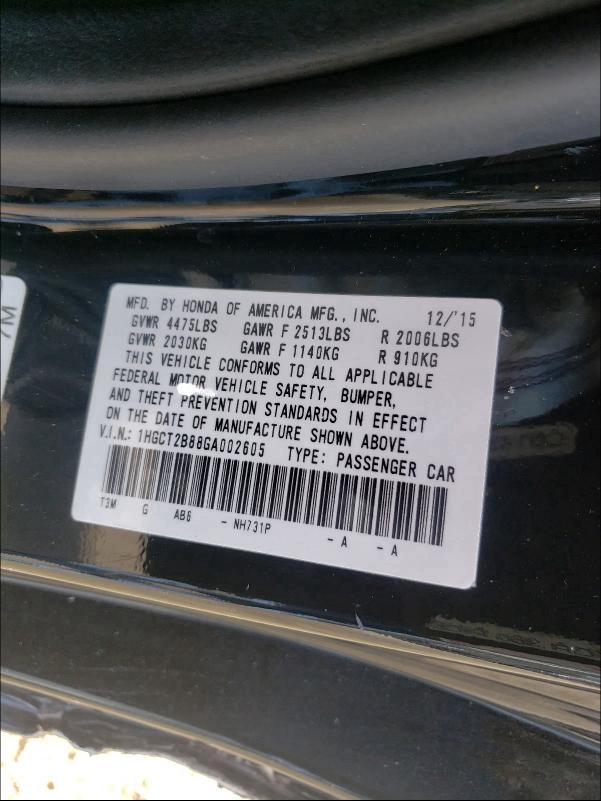 MFD. BY HONDA OF AMERICA MFG., INC. 12/'15
GVWR 4475LBS GAWR F 2513LBS R 2006LBS
GVWR 2030KG GAWR F 1140KG R 910KG
THIS VEHICLE CONFORMS TO ALL APPLICABLE
FEDERAL MOTOR VEHICLE SAFETY, BUMPER,
AND THEFT PREVENTION STANDARDS IN EFFECT
ON THE DATE OF MANUFACTURE SHOWN ABOVE.
V.I.N.: 1HGCT2B88GA002605 TYPE: PASSENGER CAR
T3M G AB6 - NH731P - A - A
7M